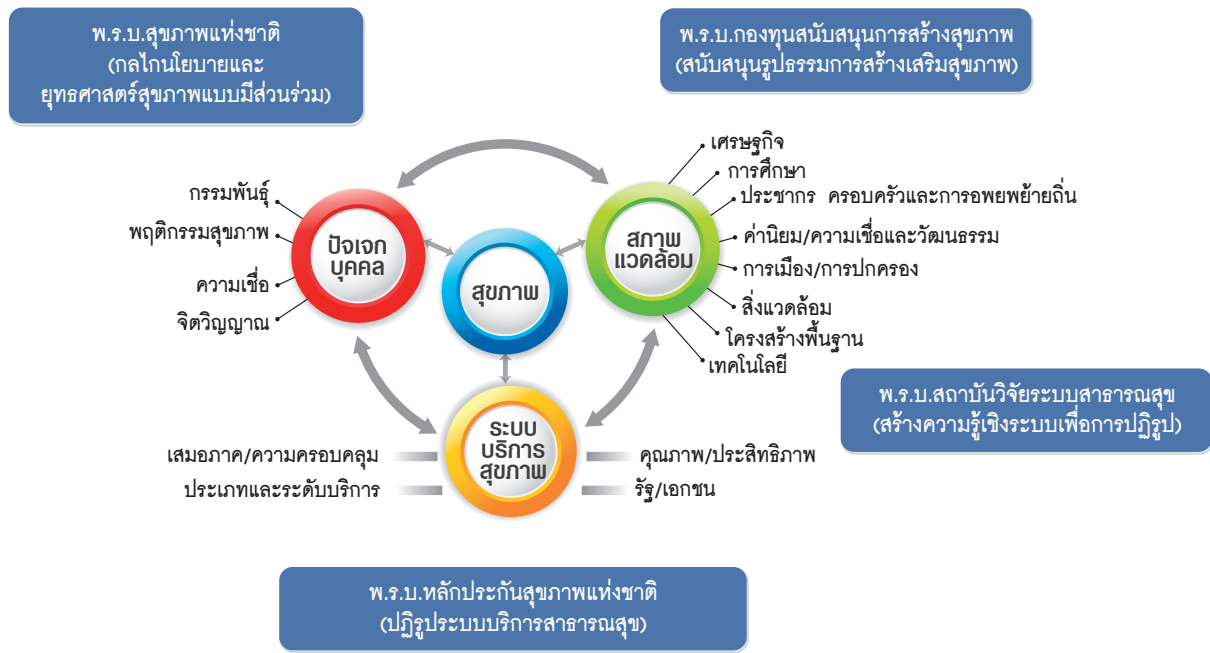 พ.ร.บ.สุขภาพแห่งชาติ
(กลไกนโยบายและ
ยุทธศาสตร์สุขภาพแบบมีส่วนร่วม)
พ.ร.บ.กองทุนสนับสนุนการสร้างสุขภาพ
(สนับสนุนรูปธรรมการสร้างเสริมสุขภาพ)
กรรมพันธุ์
พฤติกรรมสุขภาพ
ความเชื่อ
จิตวิญญาณ
ปัจเจก
บุคคล
สุขภาพ
สภาพ
แวดล้อม
เศรษฐกิจ
การศึกษา
ประชากร ครอบครัวและการอพยพย้ายถิ่น
ค่านิยม/ความเชื่อและวัฒนธรรม
การเมือง/การปกครอง
สิ่งแวดล้อม
โครงสร้างพื้นฐาน
เทคโนโลยี
พ.ร.บ.สถาบันวิจัยระบบสาธารณสุข
(สร้างความรู้เชิงระบบเพื่อการปฏิรูป)
ระบบ
บริการ
สุขภาพ
เสมอภาค/ความครอบคลุม
ประเภทและระดับบริการ
คุณภาพ/ประสิทธิภาพ
รัฐ/เอกชน
พ.ร.บ.หลักประกันสุขภาพแห่งชาติ
(ปฏิรูประบบบริการสาธารณสุข)